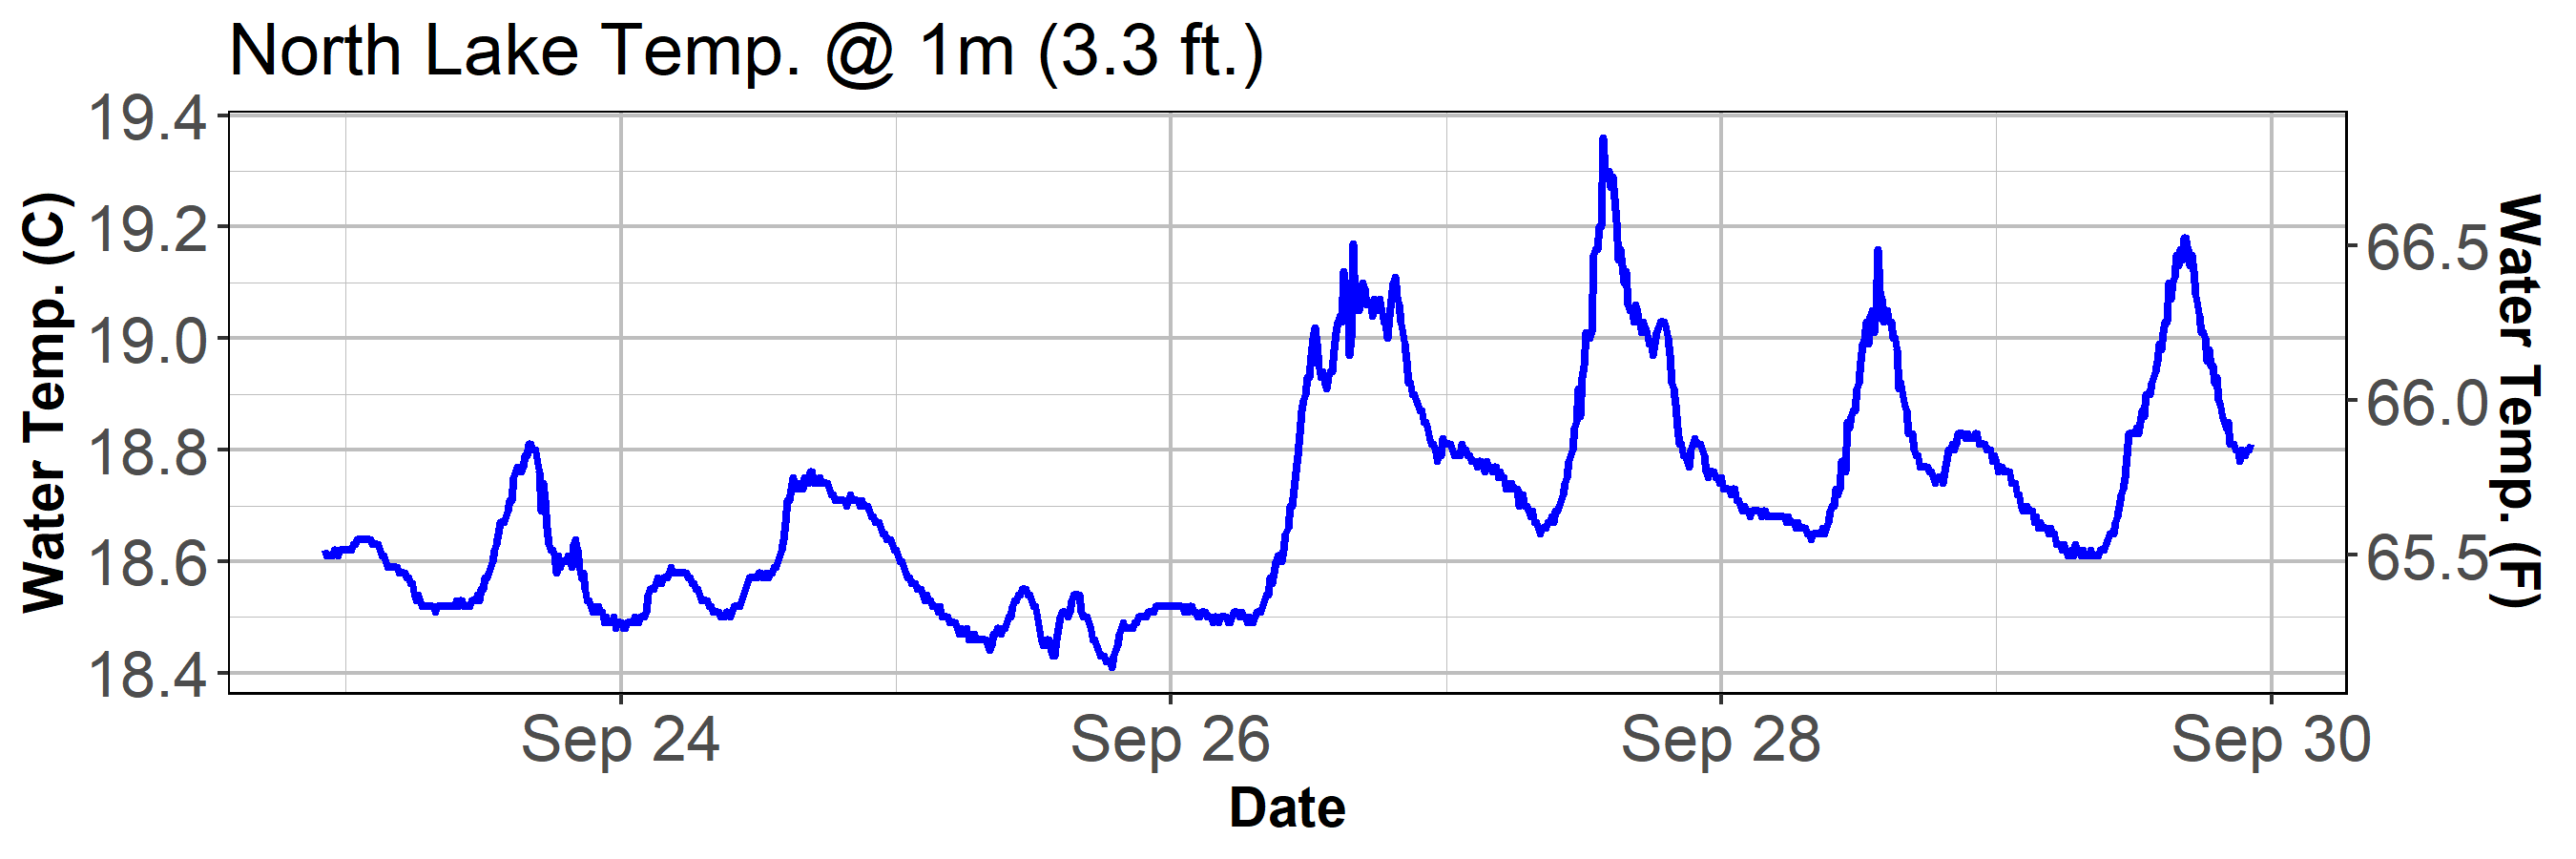 North Lake Temp. @ 1m (3.3 ft.)
Water Temp. (C)
19.4
19.2
19.0
18.8
18.6
18.4
66.5
66.0
65.5
Water Temp. (F)
Sep 24 Sep 26 Sep 28 Sep 30
Date